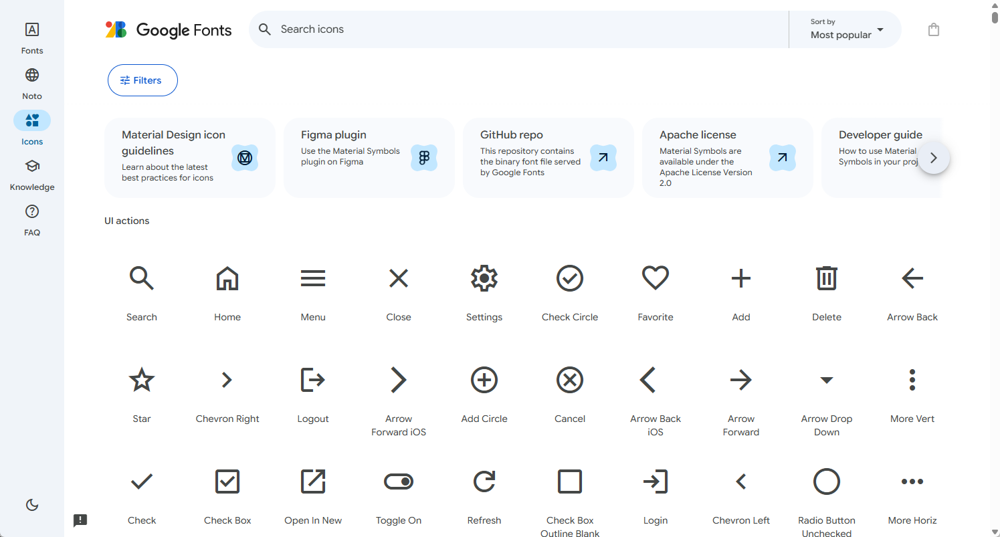 Fonts
Noto
Icons
Knowledge
FAQ
Google Fonts
Search icons
Sort by
Most popular
Filters
Material Design icon
guidelines
Learn about the latest
best practices for icons
Figma plugin
Use the Material Symbols
plugin on Figma
GitHub repo
This repository contains
the binary font file served
by Google Fonts
Apache license
Material Symbols are
available under the
Apache License Version
2.0
Developer guide
How to use Material
Symbols in your proj
UI actions
Search
Home
Menu
Close
Settings
Check Circle
Favorite
Add
Delete
Arrow Back
Star
Chevron Right
Logout
Arrow
Forward iOS
Add Circle
Cancel
Arrow Back
iOS
Arrow
Forward
Arrow Drop
Down
More Vert
Check
Check Box
Open In New
Toggle On
Refresh
Check Box
Outline Blank
Login
Chevron Left
Radio Button
Unchecked
More Horiz